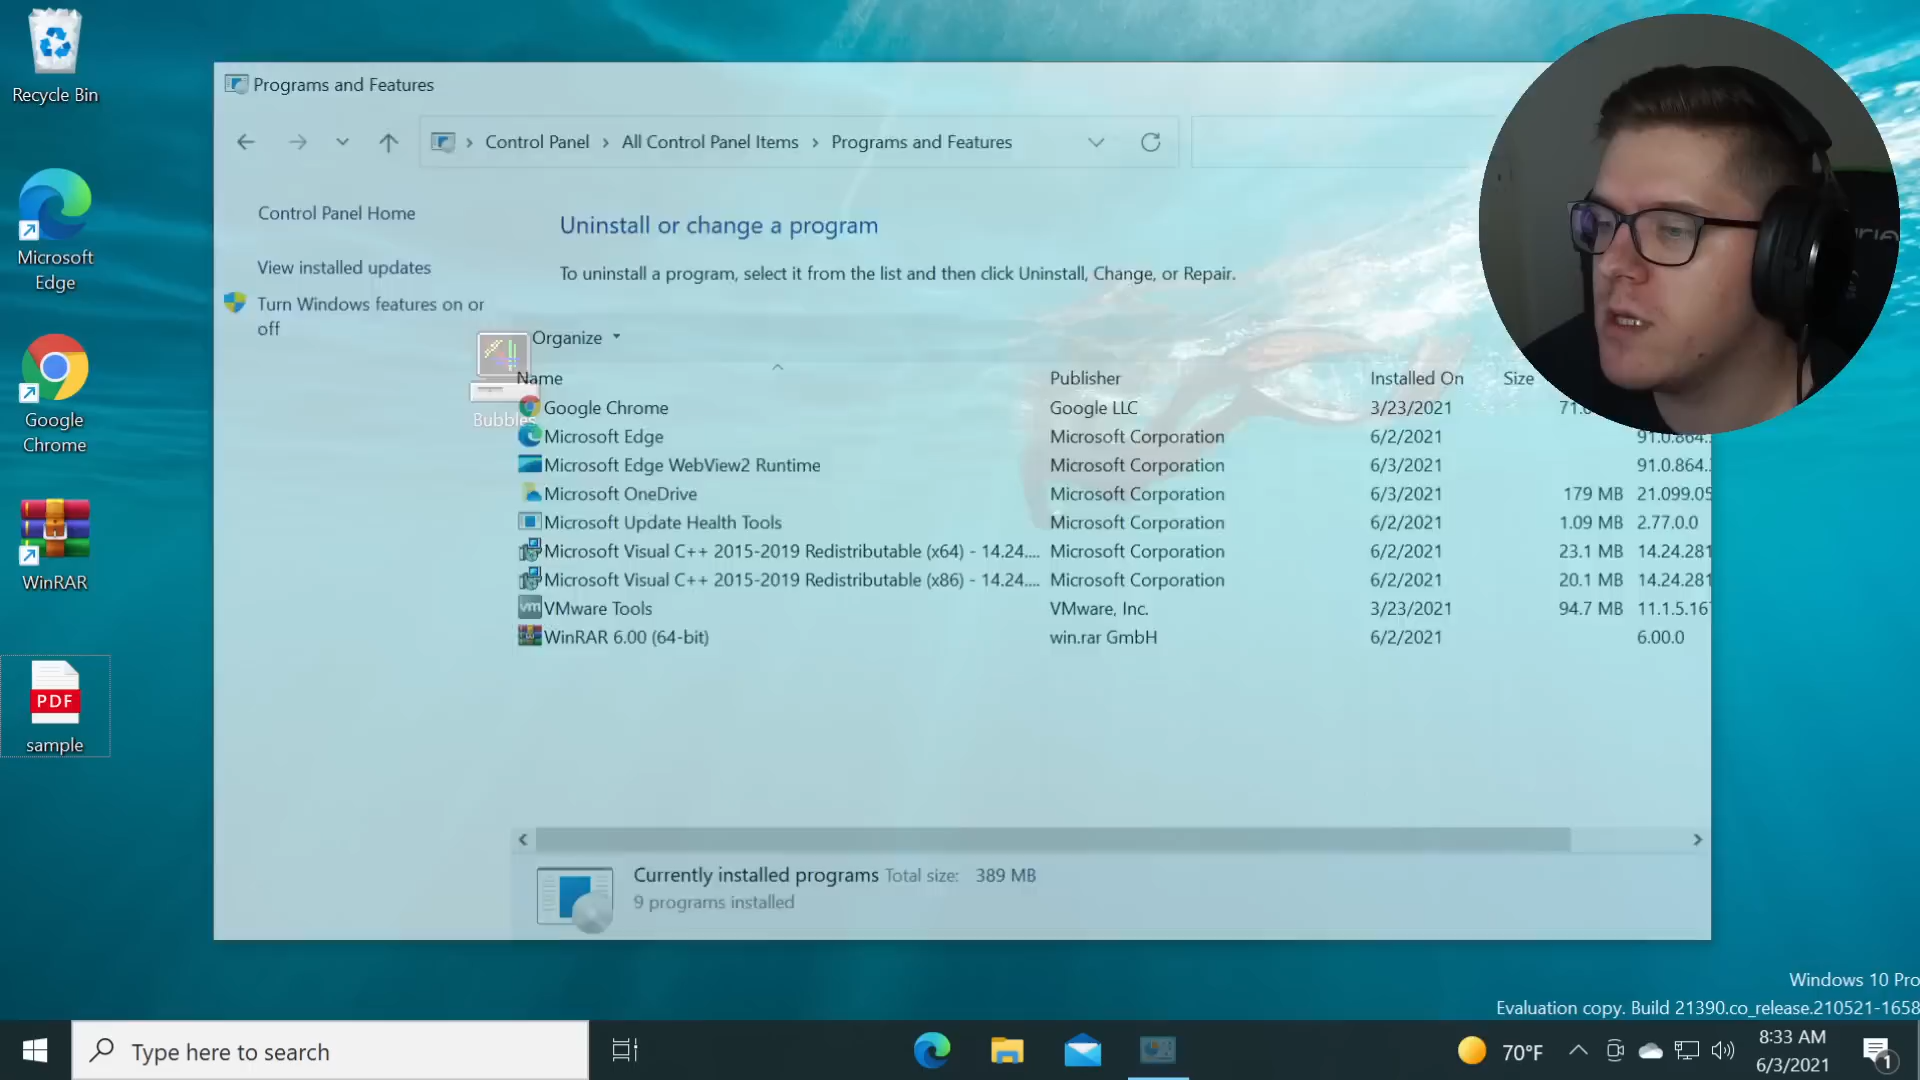 Recycle Bin
Microsoft
Edge
Google
Chrome
WinRAR
PDF
sample
Programs and Features
Control Panel
All Control Panel Items
Programs and Features
Control Panel Home
View installed updates
Turn Windows features on or
off
Uninstall or change a program
To uninstall a program, select it from the list and then click Uninstall, Change, or Repair.
Organize
Bubbles
Name Publisher Installed On Size
Google Chrome Google LLC 3/23/2021
Microsoft Edge Microsoft Corporation 6/2/2021 91.0.864.
Microsoft Edge WebView2 Runtime Microsoft Corporation 6/3/2021 91.0.864.
Microsoft OneDrive Microsoft Corporation 6/3/2021 179 MB 21.099.05
Microsoft Update Health Tools Microsoft Corporation 6/2/2021 1.09 MB 2.77.0.0
Microsoft Visual C++ 2015-2019 Redistributable (x64) - 14.24.... Microsoft Corporation 6/2/2021 23.1 MB 14.24.281
Microsoft Visual C++ 2015-2019 Redistributable (x86) - 14.24.... Microsoft Corporation 6/2/2021 20.1 MB 14.24.281
vm VMware Tools VMware, Inc. 3/23/2021 94.7 MB 11.1.5.16
WinRAR 6.00 (64-bit) win.rar GmbH 6/2/2021 6.00.0
Currently installed programs Total size: 389 MB
9 programs installed
Windows 10 Pro
Evaluation copy. Build 21390.co_release.210521-1658
Type here to search
70°F
8:33 AM
6/3/2021
1